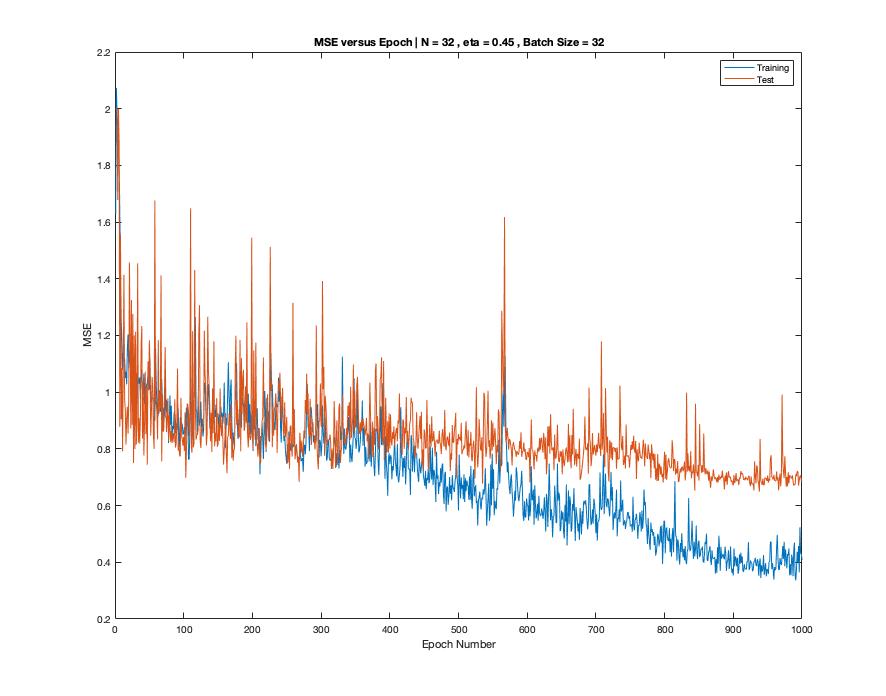 MSE versus Epoch | N = 32 , eta = 0.45 , Batch Size = 32
Training
Test
MSE
2.2
2
1.8
1.6
1.4
1.2
1
0.8
0.6
0.4
0.2
0 100 200 300 400 500 600 700 800 900 1000
Epoch Number